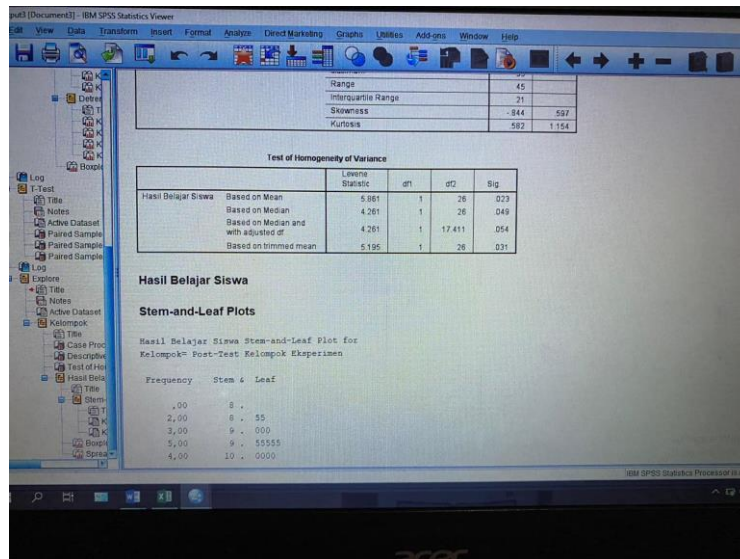 put3 [Document3] - IBM SPSS Statistics Viewer
Edit View Data Transform Insert Format Analyze Direct Marketing Graphs Utilities Add-ons Window Help
Range 45
Interquartile Range 21
Skewness -.944 .597
Kurtosis .582 1.154
Test of Homogeneity of Variance
Levene Statistic df1 df2 Sig.
Hasil Belajar Siswa Based on Mean 5.861 1 26 .023
Based on Median 4.261 1 26 .049
Based on Median and with adjusted df 4.261 1 17.411 .054
Based on trimmed mean 5.195 1 26 .031
Hasil Belajar Siswa
Stem-and-Leaf Plots
Hasil Belajar Siswa Stem-and-Leaf Plot for
Kelompok= Post-Test Kelompok Eksperimen
Frequency Stem & Leaf
,00 8 .
2,00 8 . 55
3,00 9 . 000
5,00 9 . 55555
4,00 10 . 0000
Detre
Boxplo
Log
T-Test
Title
Notes
Active Dataset
Paired Sample
Paired Sample
Paired Sample
Log
Explore
Title
Notes
Active Dataset
Kelompok
Title
Case Proc
Descriptive
Test of Ho
Hasil Bela
Title
Stem-
Boxpl
Sprea
IBM SPSS Statistics Processor is
acer